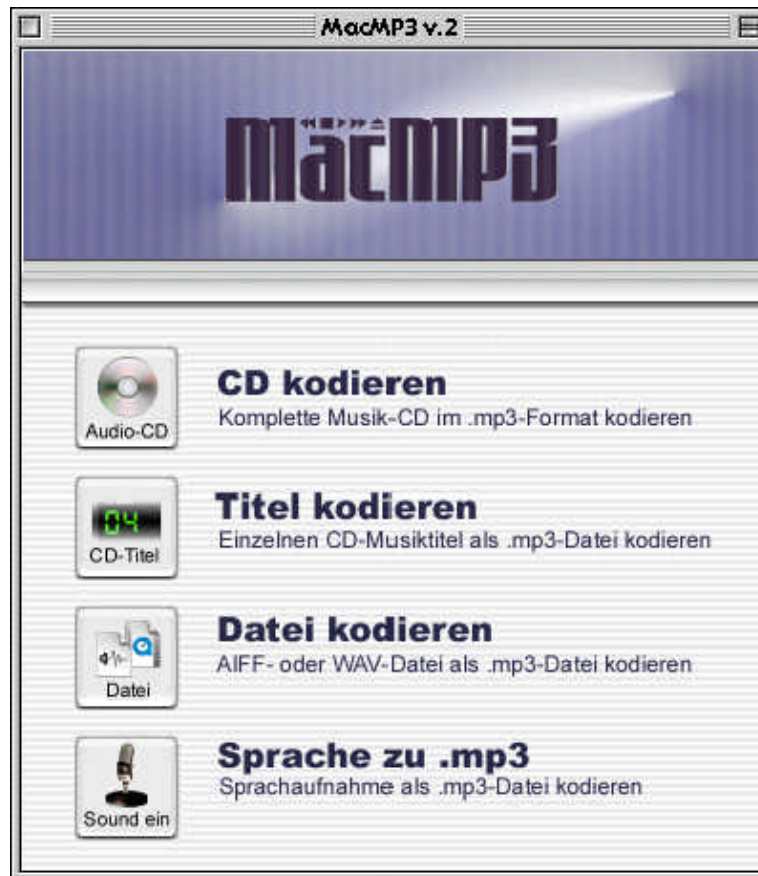 MacMP3 v.2
MacMP3
Audio-CD
CD kodieren
Komplette Musik-CD im .mp3-Format kodieren
04
CD-Titel
Titel kodieren
Einzelnen CD-Musiktitel als .mp3-Datei kodieren
Datei
Datei kodieren
AIFF- oder WAV-Datei als .mp3-Datei kodieren
Sound ein
Sprache zu .mp3
Sprachaufnahme als .mp3-Datei kodieren